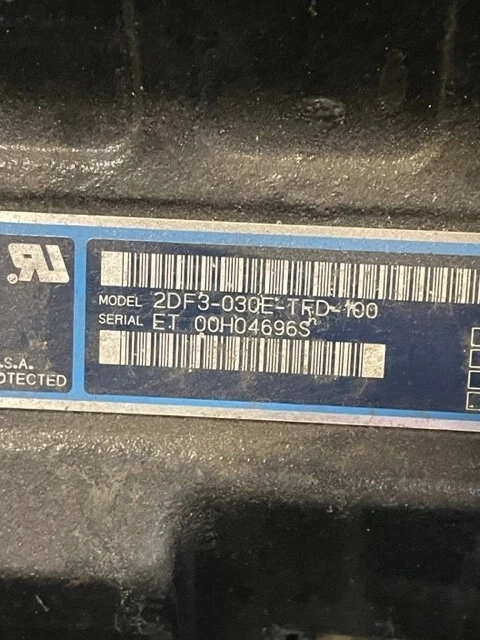 MODEL 2DF3-030E-TFD-100
SERIAL ET 00H04696S
.S.A.
OTECTED